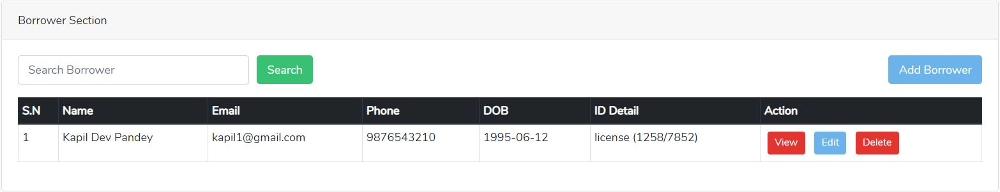 Borrower Section
Search Borrower Search Add Borrower
S.N Name Email Phone DOB ID Detail Action
1 Kapil Dev Pandey kapil1@gmail.com 9876543210 1995-06-12 license (1258/7852) View Edit Delete